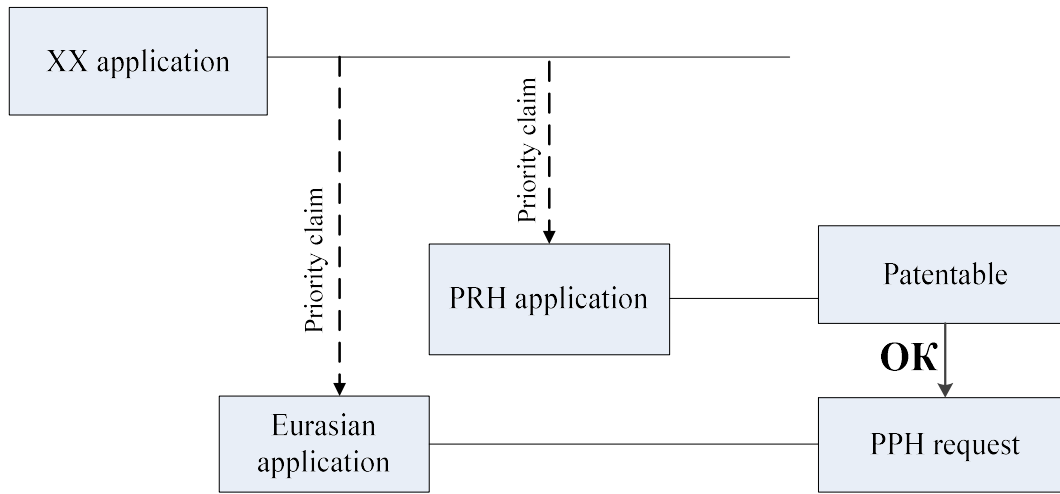 XX application
Priority claim
Priority claim
PRH application
Patentable
OK
Eurasian
application
PPH request